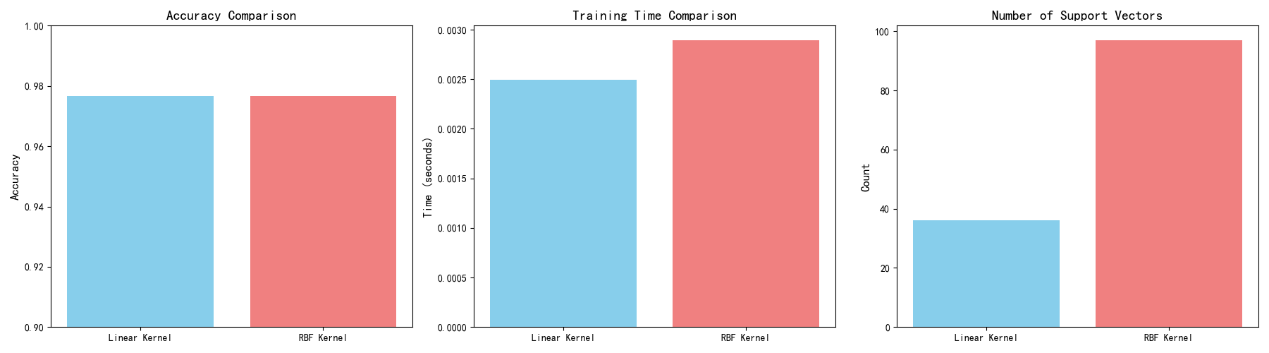 Accuracy Comparison
Accuracy
1.00
0.98
0.96
0.94
0.92
0.90
Linear Kernel
RBF Kernel
Training Time Comparison
Time (seconds)
0.0030
0.0025
0.0020
0.0015
0.0010
0.0005
0.0000
Linear Kernel
RBF Kernel
Number of Support Vectors
Count
100
80
60
40
20
0
Linear Kernel
RBF Kernel